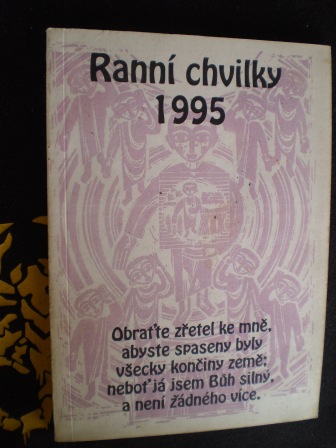 Ranní chvilky
1995
Obraťte zřetel ke mně,
abyste spaseny byly
všecky končiny země;
neboť já jsem Bůh silný,
a není žádného více.